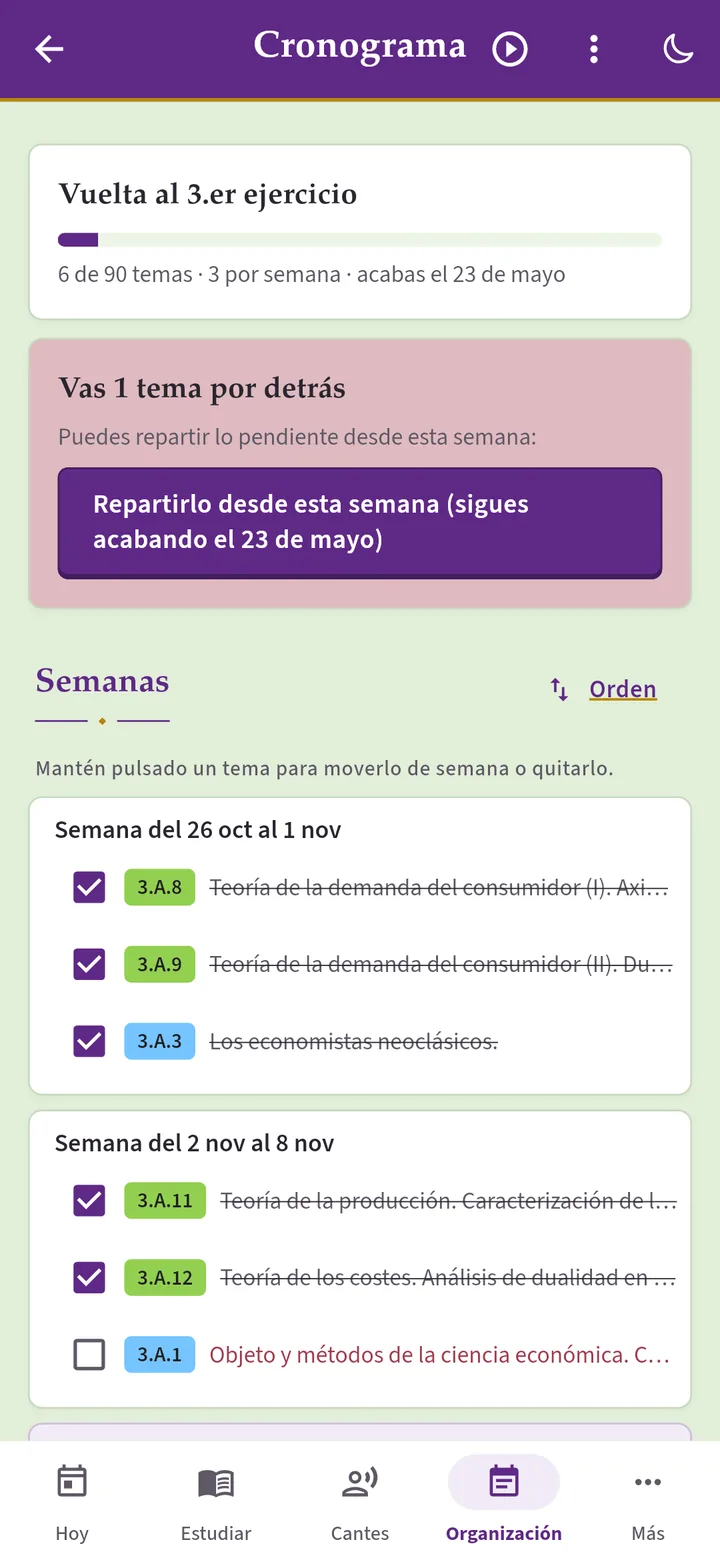 Cronograma
Vuelta al 3.er ejercicio
6 de 90 temas · 3 por semana · acabas el 23 de mayo
Vas 1 tema por detrás
Puedes repartir lo pendiente desde esta semana:
Repartirlo desde esta semana (sigues
acabando el 23 de mayo)
Semanas
Orden
Mantén pulsado un tema para moverlo de semana o quitarlo.
Semana del 26 oct al 1 nov
3.A.8 Teoría de la demanda del consumidor (I). Axi...
3.A.9 Teoría de la demanda del consumidor (II). Du...
3.A.3 Los economistas neoclásicos.
Semana del 2 nov al 8 nov
3.A.11 Teoría de la producción. Caracterización de l...
3.A.12 Teoría de los costes. Análisis de dualidad en ...
3.A.1 Objeto y métodos de la ciencia económica. C...
Hoy Estudiar Cantes Organización Más